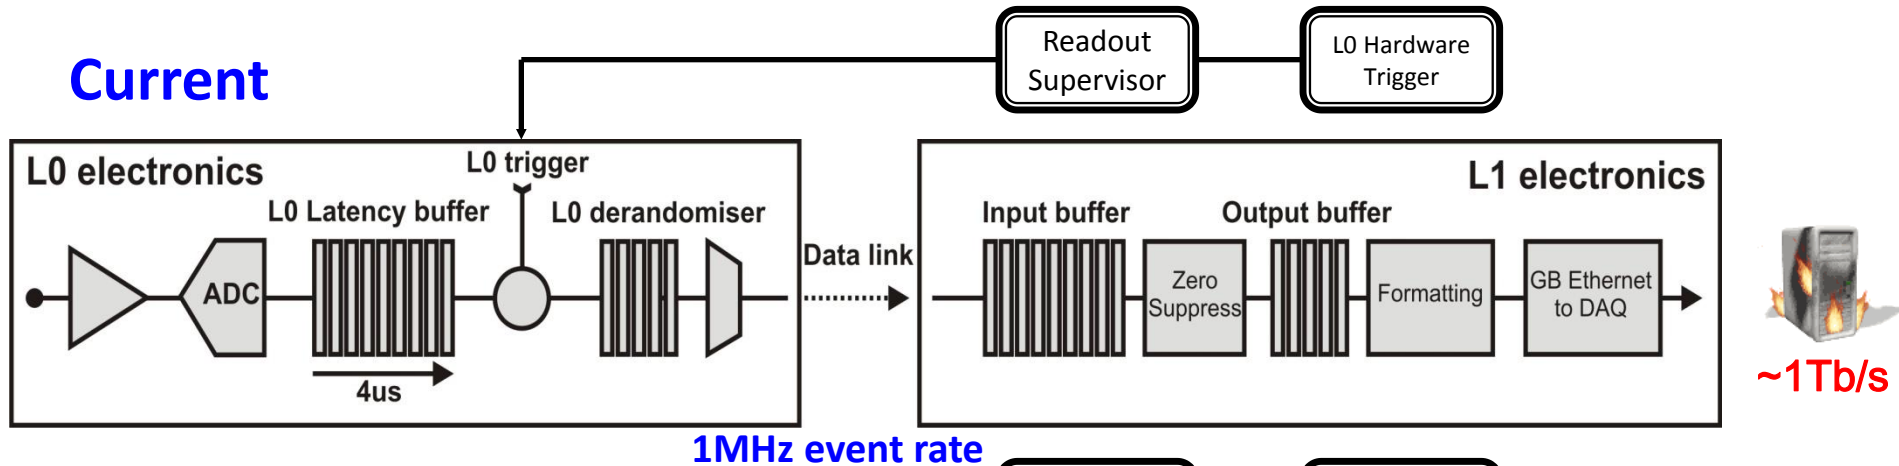 Current
Readout
Supervisor
L0 Hardware
Trigger
L0 electronics
L0 trigger
L0 Latency buffer
L0 derandomiser
ADC
4us
Data link
L1 electronics
Input buffer
Output buffer
Zero
Suppress
Formatting
GB Ethernet
to DAQ
~1Tb/s
1MHz event rate